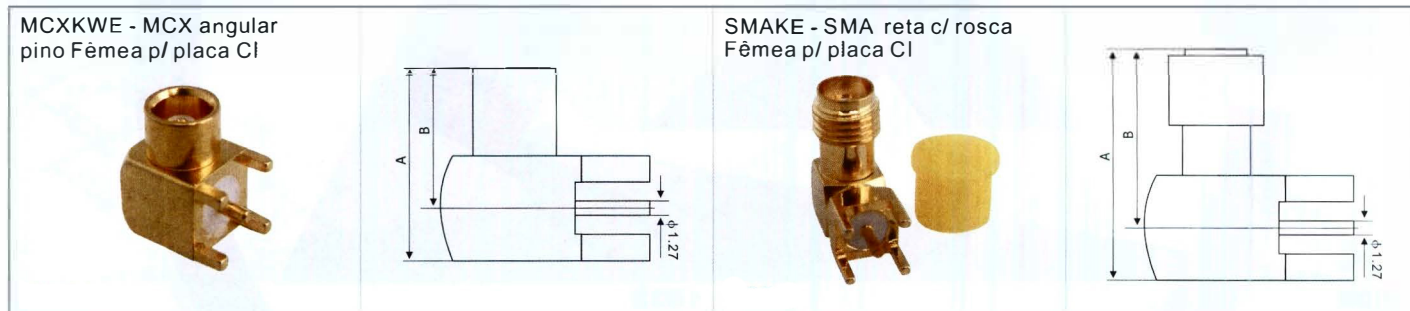 MCXKWE - MCX angular
pino Fêmea p/ placa CI
A
B
ϕ1.27
SMAKE - SMA reta c/ rosca
Fêmea p/ placa CI
A
B
ϕ1.27